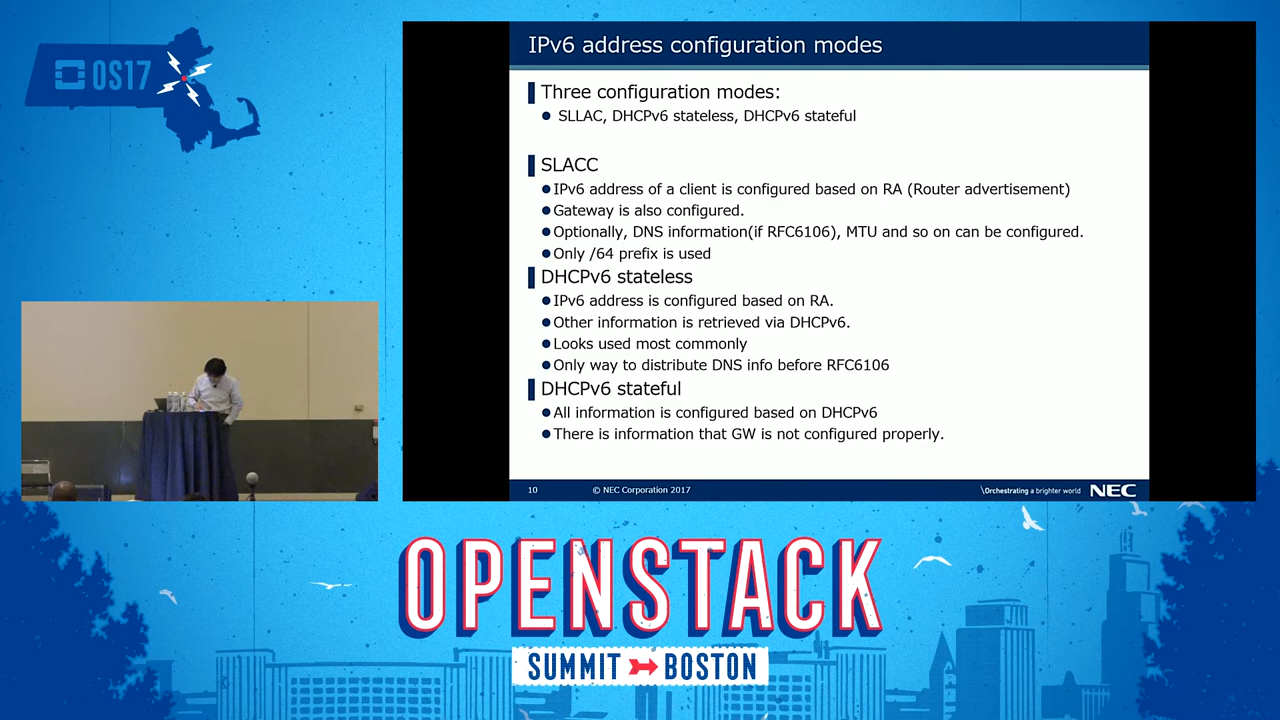 OS17
IPv6 address configuration modes
Three configuration modes:
SLLAC, DHCPv6 stateless, DHCPv6 stateful
SLACC
IPv6 address of a client is configured based on RA (Router advertisement)
Gateway is also configured.
Optionally, DNS information(if RFC6106), MTU and so on can be configured.
Only /64 prefix is used
DHCPv6 stateless
IPv6 address is configured based on RA.
Other information is retrieved via DHCPv6.
Looks used most commonly
Only way to distribute DNS info before RFC6106
DHCPv6 stateful
All information is configured based on DHCPv6
There is information that GW is not configured properly.
10 © NEC Corporation 2017 \Orchestrating a brighter world NEC
OPENSTACK
SUMMIT BOSTON